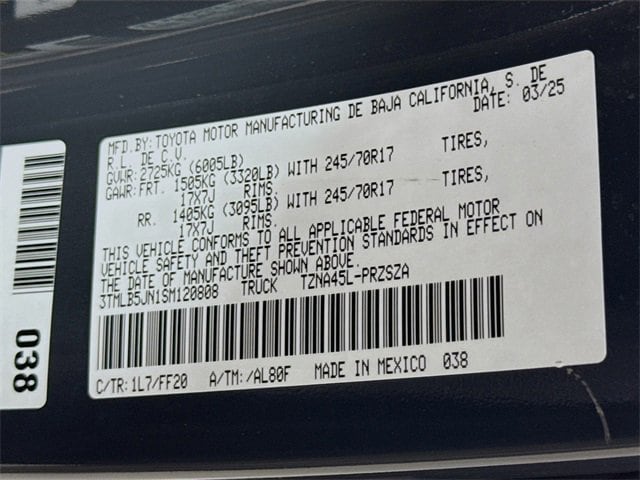 MFD.BY:TOYOTA MOTOR MANUFACTURING DE BAJA CALIFORNIA, S. DE
R.L. DE C.V. DATE: 03/25
GVWR:2725KG (6005LB)
GAWR:FRT. 1505KG (3320LB) WITH 245/70R17 TIRES,
17X7J RIMS.
RR. 1405KG (3095LB) WITH 245/70R17 TIRES,
17X7J RIMS.
THIS VEHICLE CONFORMS TO ALL APPLICABLE FEDERAL MOTOR
VEHICLE SAFETY AND THEFT PREVENTION STANDARDS IN EFFECT ON
THE DATE OF MANUFACTURE SHOWN ABOVE.
3TMLB5JN1SM120808 TRUCK TZNA45L-PRZSZA
C/TR:1L7/FF20 A/TM:/AL80F MADE IN MEXICO 038
038